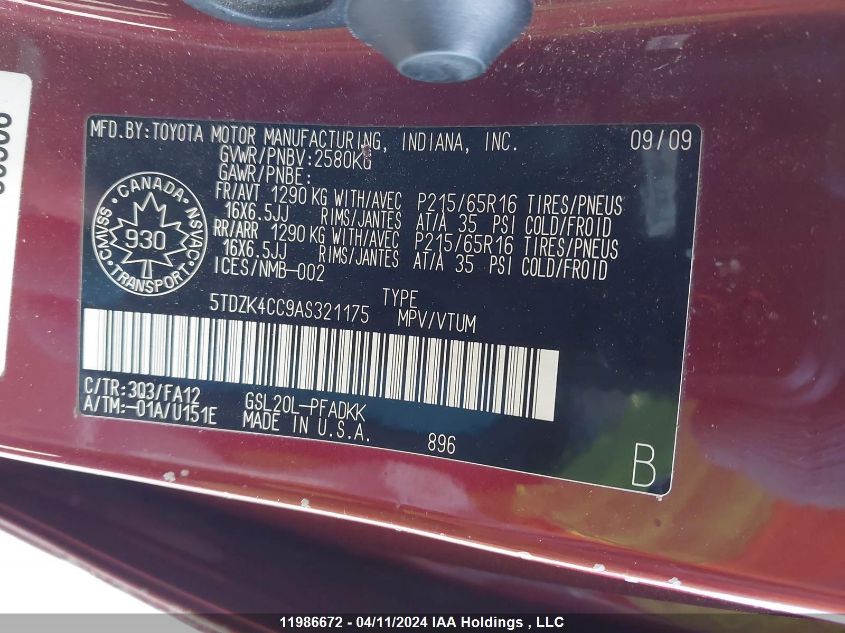 MFD.BY:TOYOTA MOTOR MANUFACTURING, INDIANA, INC. 09/09
GVWR/PNBV:2580KG
GAWR/PNBE:
FR/AVT 1290 KG WITH/AVEC P215/65R16 TIRES/PNEUS
16X6.5JJ RIMS/JANTES AT/A 35 PSI COLD/FROID
RR/ARR 1290 KG WITH/AVEC P215/65R16 TIRES/PNEUS
16X6.5JJ RIMS/JANTES AT/A 35 PSI COLD/FROID
ICES/NMB-002
CANADA
CMVSS 930 NSVAC
TRANSPORT
5TDZK4CC9AS321175 TYPE
MPV/VTUM
C/TR:3Q3/FA12 GSL20L-PFADKK
A/TM:-01A/U151E MADE IN U.S.A. 896
B
11986672 - 04/11/2024 IAA Holdings , LLC